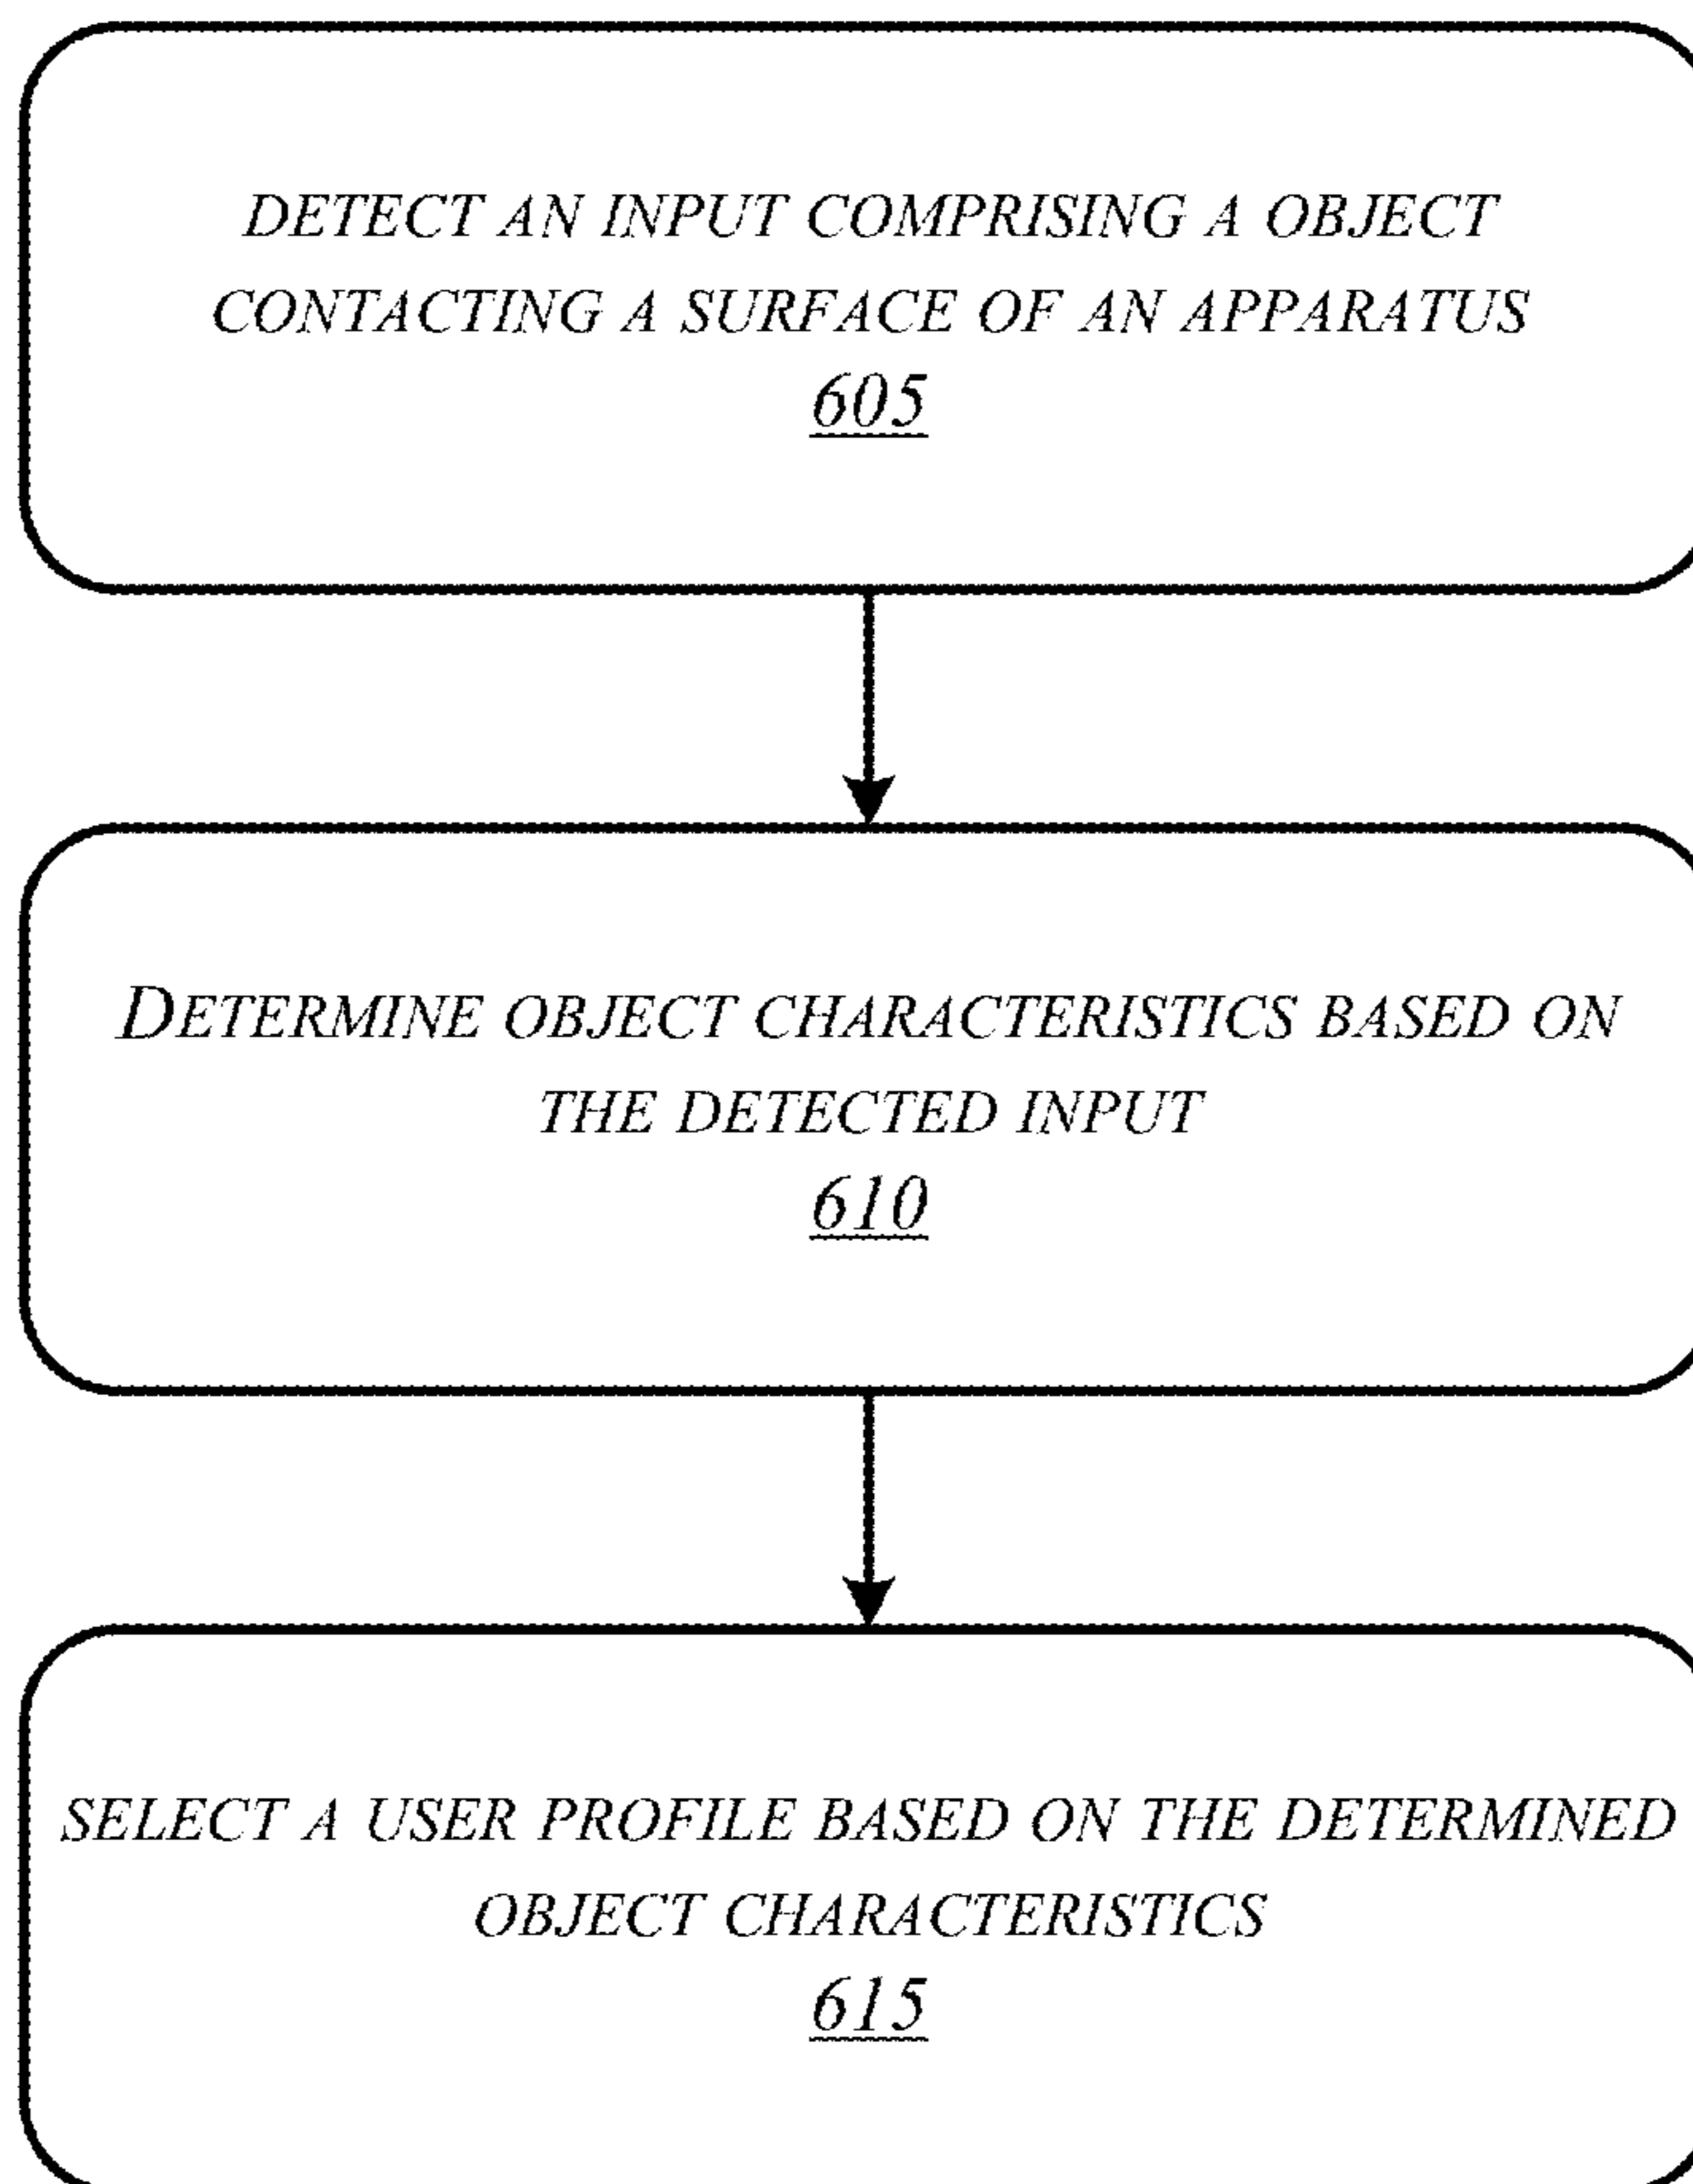 DETECT AN INPUT COMPRISING A OBJECT
CONTACTING A SURFACE OF AN APPARATUS
605
DETERMINE OBJECT CHARACTERISTICS BASED ON
THE DETECTED INPUT
610
SELECT A USER PROFILE BASED ON THE DETERMINED
OBJECT CHARACTERISTICS
615